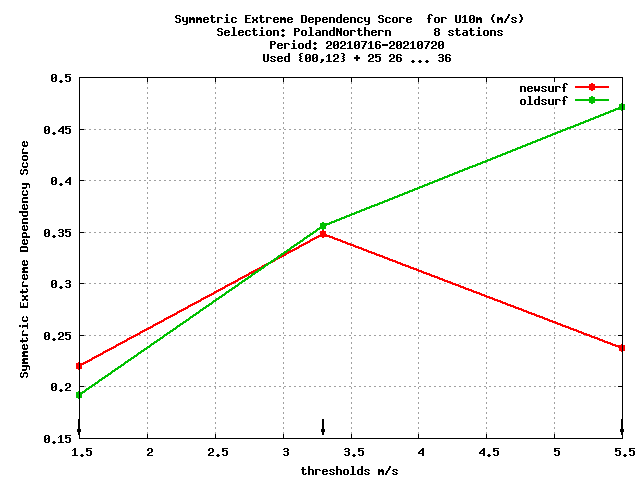 Symmetric Extreme Dependency Score  for U10m (m/s)
Selection: PolandNorthern      8 stations
Period: 20210716-20210720
Used {00,12} + 25 26 ... 36
newsurf
oldsurf
0.5
0.45
0.4
0.35
0.3
0.25
0.2
0.15
Symmetric Extreme Dependency Score
1.5 2 2.5 3 3.5 4 4.5 5 5.5
thresholds m/s